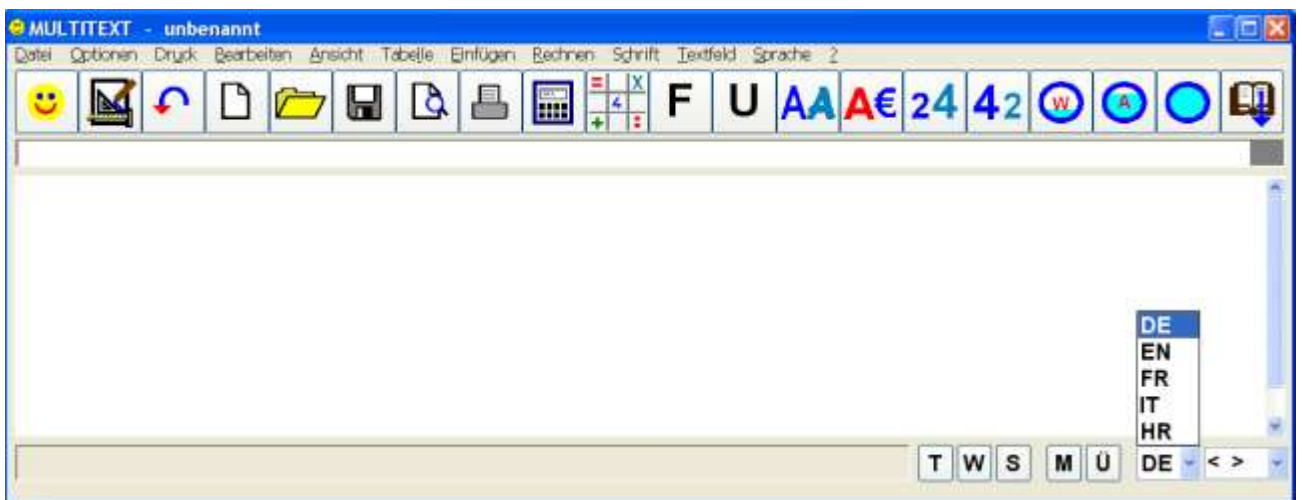 MULTITEXT - unbenannt
Datei Optionen Druck Bearbeiten Ansicht Tabelle Einfügen Rechnen Schrift Textfeld Sprache ?
= X 4 + : F U AA A€ 24 42 W A
DE
EN
FR
IT
HR
T W S M Ü DE < >